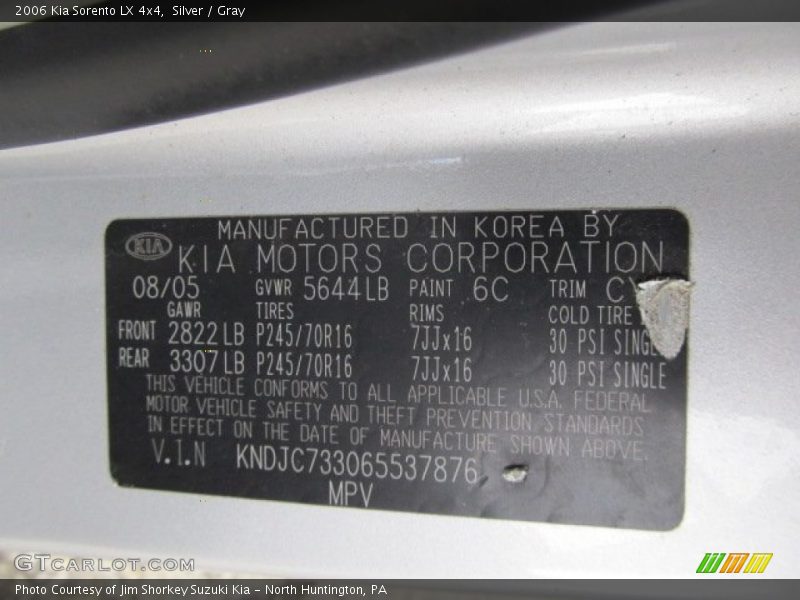 2006 Kia Sorento LX 4x4, Silver / Gray
MANUFACTURED IN KOREA BY
KIA KIA MOTORS CORPORATION
08/05 GVWR 5644LB PAINT 6C TRIM
GAWR TIRES RIMS COLD TIRE
FRONT 2822LB P245/70R16 7JJx16 30 PSI
REAR 3307LB P245/70R16 7JJx16 30 PSI SINGLE
THIS VEHICLE CONFORMS TO ALL APPLICABLE U.S.A. FEDERAL
MOTOR VEHICLE SAFETY AND THEFT PREVENTION STANDARDS
IN EFFECT ON THE DATE OF MANUFACTURE SHOWN ABOVE.
V.I.N KNDJC733065537876
MPV
GTCARLOT.COM
Photo Courtesy of Jim Shorkey Suzuki Kia - North Huntington, PA